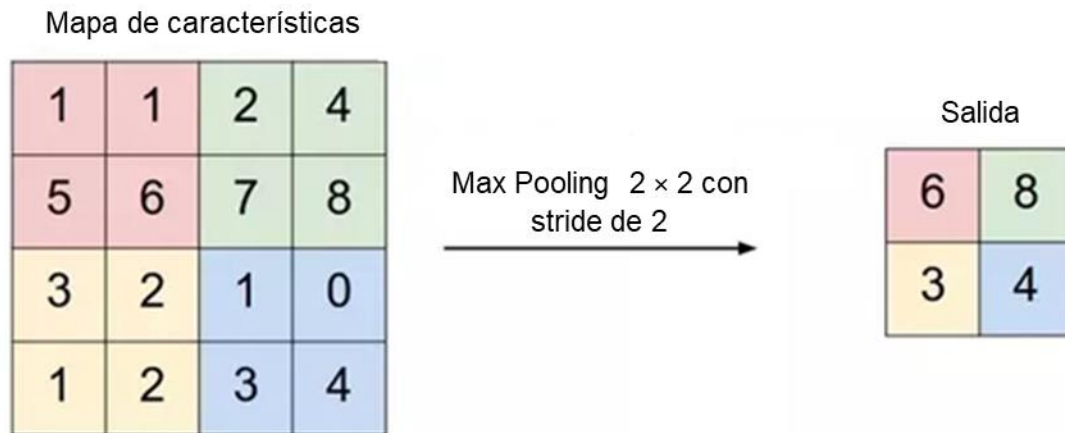 Mapa de característísticas
1 1 2 4
5 6 7 8
3 2 1 0
1 2 3 4
Max Pooling 2 × 2 con
stride de 2
Salida
6 8
3 4